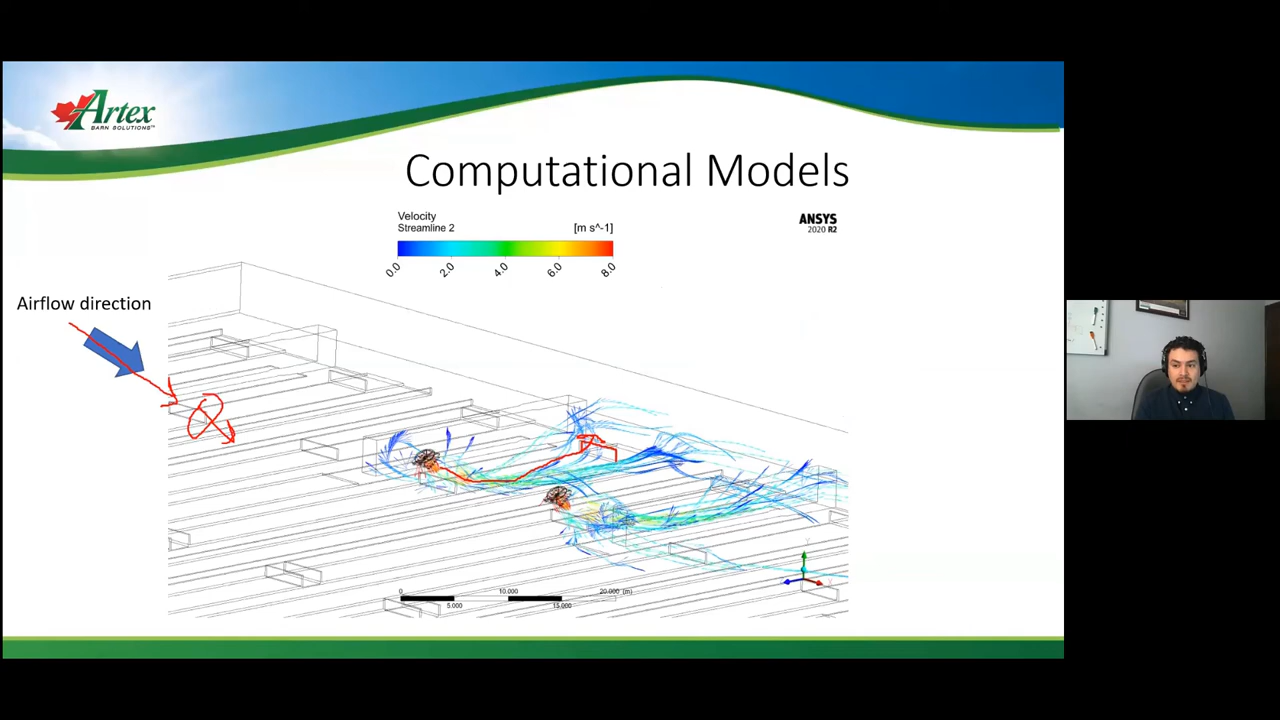 Artex
BARN SOLUTIONS™
Computational Models
Velocity
Streamline 2
[m s^-1]
0.0 2.0 4.0 6.0 8.0
ANSYS
2020 R2
Airflow direction
0 10.000 20.000 (m)
5.000 15.000
Y
X